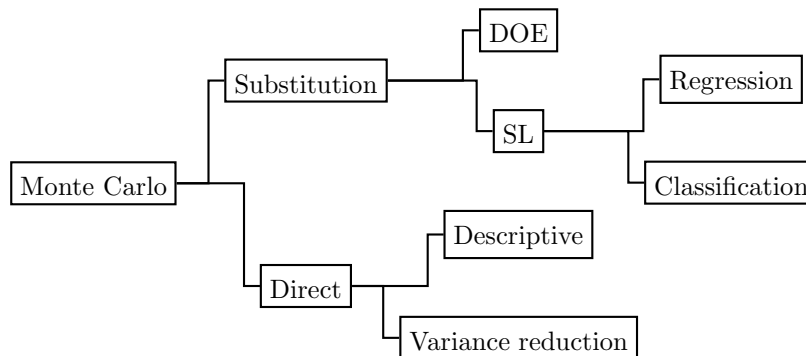 DOE
Substitution
Regression
SL
Monte Carlo
Classification
Descriptive
Direct
Variance reduction